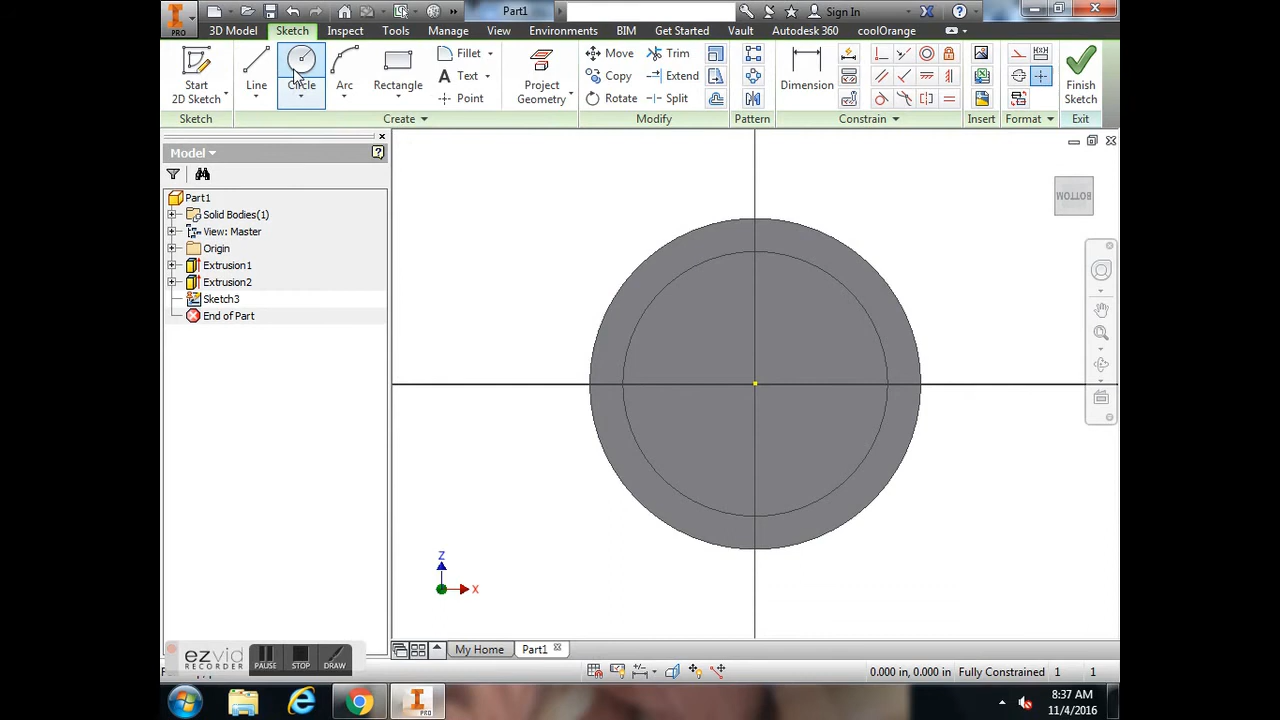 PRO
Part1
Sign In
3D Model
Sketch
Inspect
Tools
Manage
View
Environments
BIM
Get Started
Vault
Autodesk 360
coolOrange
Start
2D Sketch
Line
Circle
Arc
Rectangle
Fillet
Text
Point
Project
Geometry
Move
Copy
Rotate
Trim
Extend
Split
Dimension
Finish
Sketch
Sketch
Create
Modify
Pattern
Constrain
Insert
Format
Exit
Model
Part1
Solid Bodies(1)
View: Master
Origin
Extrusion1
Extrusion2
Sketch3
End of Part
BOTTOM
Z
X
ezvid
RECORDER
PAUSE
STOP
DRAW
My Home
Part1
0.000 in, 0.000 in
Fully Constrained
1
1
PRO
8:37 AM
11/4/2016